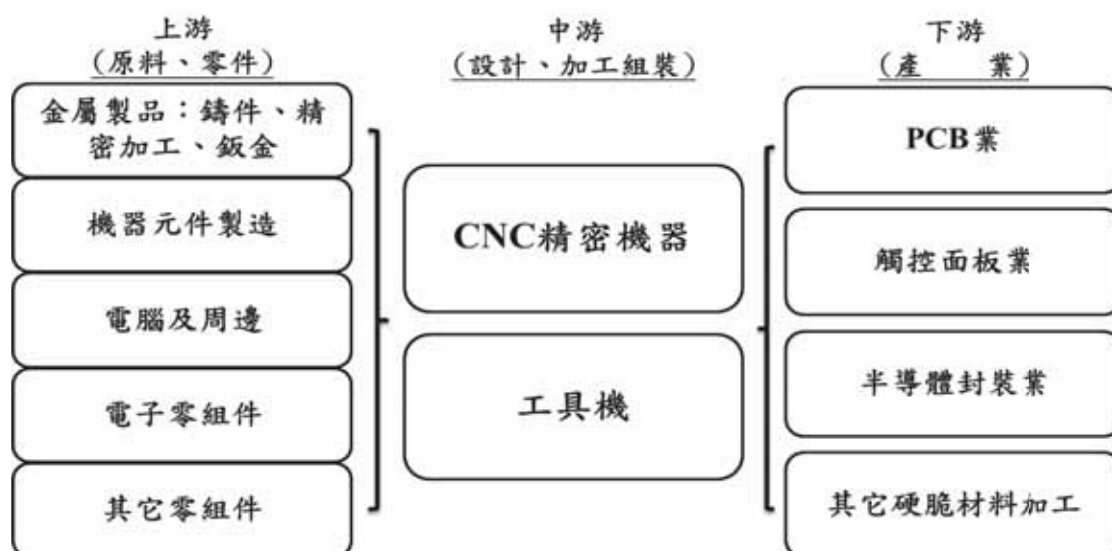 上游
(原料、零件)
金屬製品：鑄件、精
密加工、鈑金
機器元件製造
電腦及周邊
電子零組件
其它零組件
中游
(設計、加工組裝)
CNC精密機器
工具機
下游
(產　　業)
PCB業
觸控面板業
半導體封裝業
其它硬脆材料加工